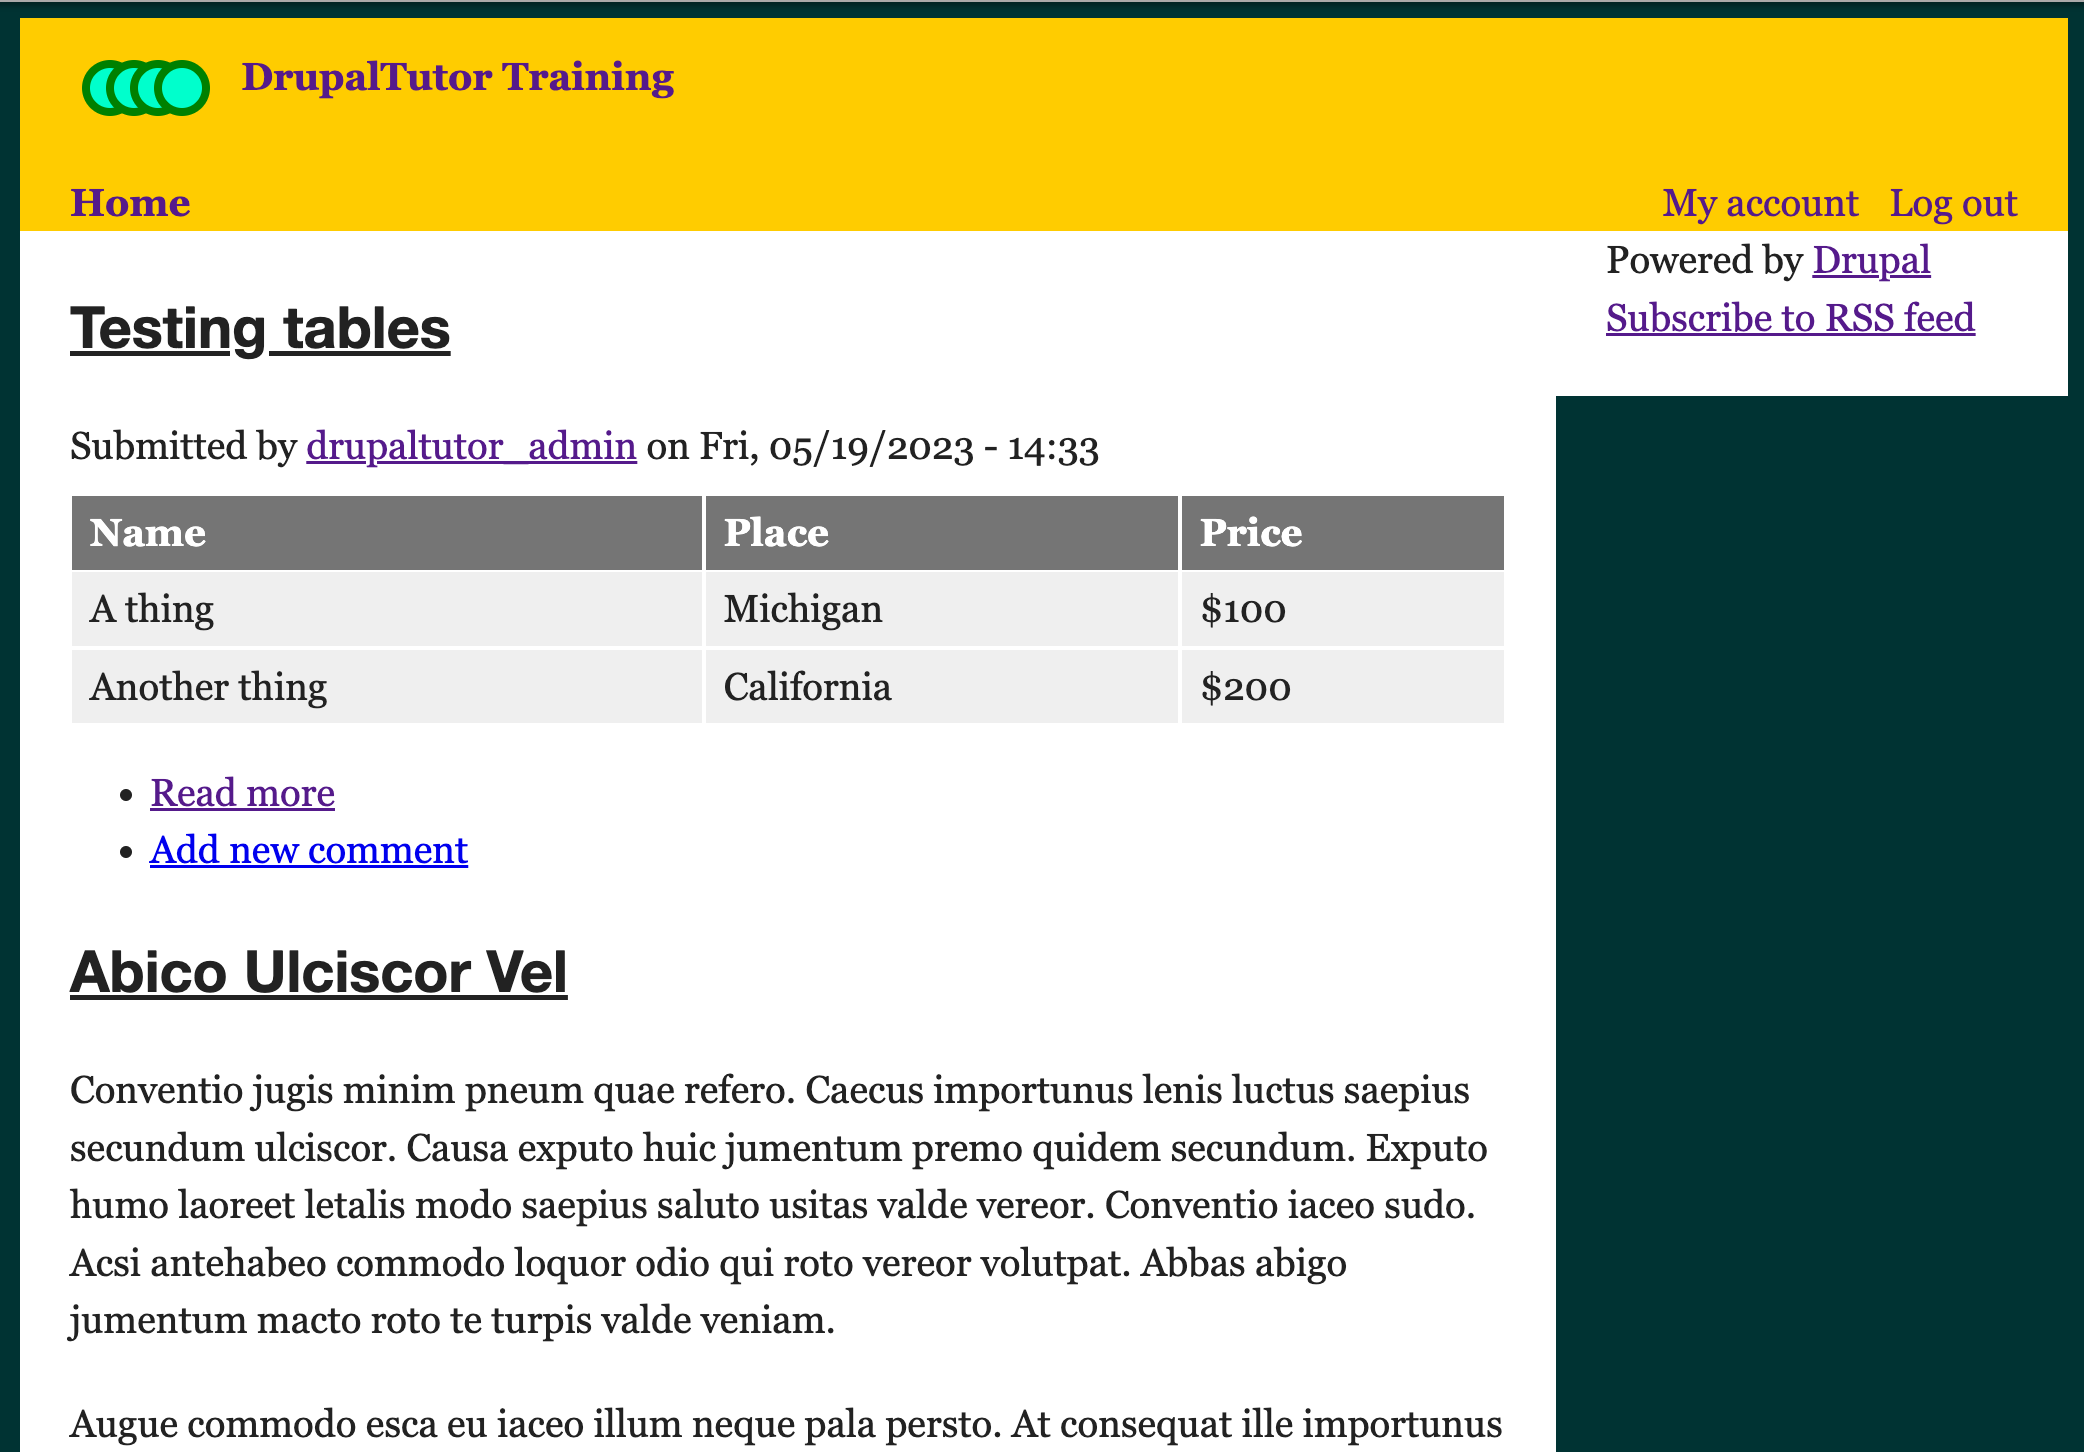 DrupalTutor Training
Home
My account Log out
Powered by Drupal
Subscribe to RSS feed
Testing tables
Submitted by drupaltutor_admin on Fri, 05/19/2023 - 14:33
Name Place Price
A thing Michigan $100
Another thing California $200
Read more
Add new comment
Abico Ulciscor Vel
Conventio jugis minim pneum quae refero. Caecus importunus lenis luctus saepius
secundum ulciscor. Causa exputo huic jumentum premo quidem secundum. Exputo
humo laoreet letalis modo saepius saluto usitas valde vereor. Conventio iaceo sudo.
Acsi antehabeo commodo loquor odio qui roto vereor volutpat. Abbas abigo
jumentum macto roto te turpis valde veniam.
Augue commodo esca eu iaceo illum neque pala persto. At consequat ille importunus